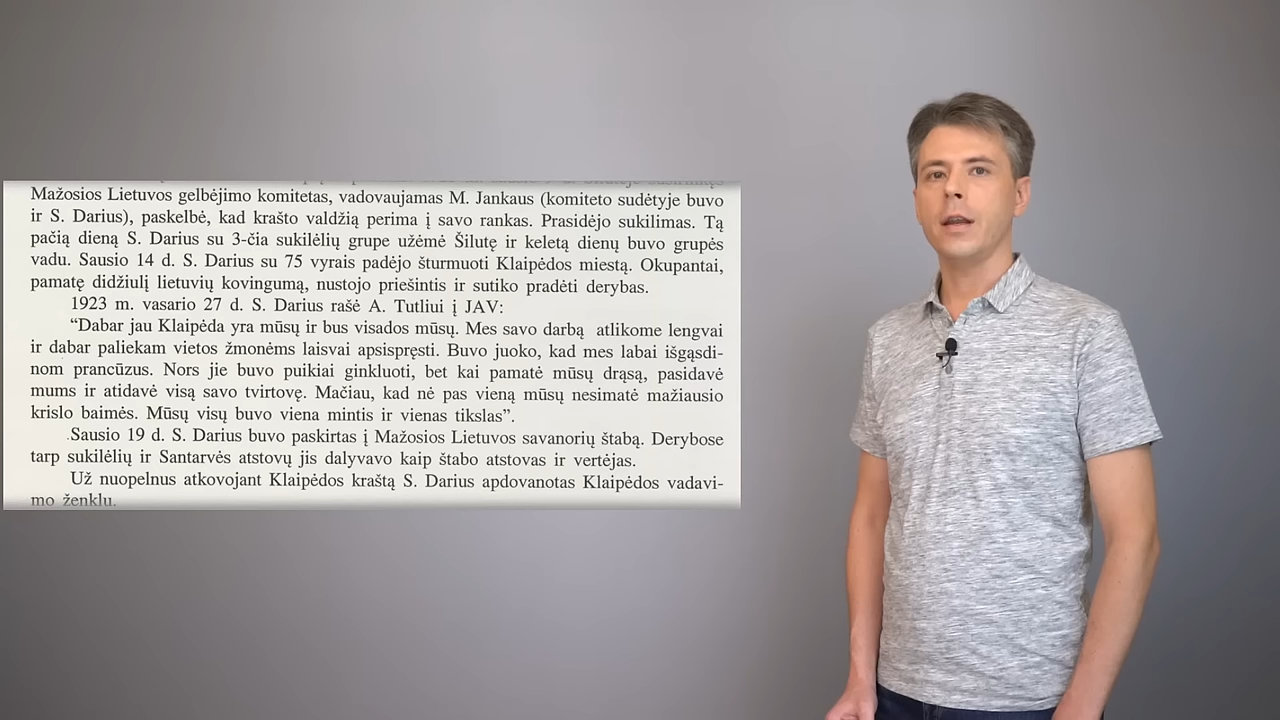 Mažosios Lietuvos gelbėjimo komitetas, vadovaujamas M. Jankaus (komiteto sudėtyje buvo
ir S. Darius), paskelbė, kad krašto valdžią perima į savo rankas. Prasidėjo sukilimas. Tą
pačią dieną S. Darius su 3-čia sukilėlių grupe užėmė Šilutę ir keletą dienų buvo grupės
vadu. Sausio 14 d. S. Darius su 75 vyrais padėjo šturmuoti Klaipėdos miestą. Okupantai,
pamatę didžiulį lietuvių kovingumą, nustojo priešintis ir sutiko pradėti derybas.
1923 m. vasario 27 d. S. Darius rašė A. Tutliui į JAV:
“Dabar jau Klaipėda yra mūsų ir bus visados mūsų. Mes savo darbą atlikome lengvai
ir dabar paliekam vietos žmonėms laisvai apsispręsti. Buvo juoko, kad mes labai išgąsdi-
nom prancūzus. Nors jie buvo puikiai ginkluoti, bet kai pamatė mūsų drąsą, pasidavė
mums ir atidavė visą savo tvirtovę. Mačiau, kad nė pas vieną mūsų nesimatė mažiausio
krislo baimės. Mūsų visų buvo viena mintis ir vienas tikslas”.
Sausio 19 d. S. Darius buvo paskirtas į Mažosios Lietuvos savanorių štabą. Derybose
tarp sukilėlių ir Santarvės atstovų jis dalyvavo kaip štabo atstovas ir vertėjas.
Už nuopelnus atkovojant Klaipėdos kraštą S. Darius apdovanotas Klaipėdos vadavi-
mo ženklu.